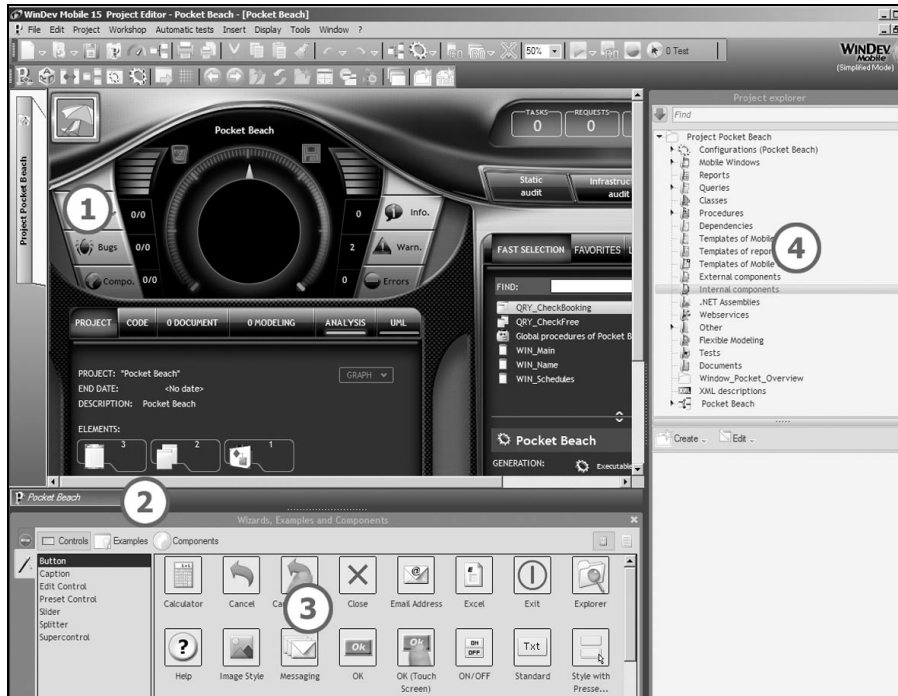 WinDev Mobile 15 Project Editor - Pocket Beach - [Pocket Beach]
File Edit Project Workshop Automatic tests Insert Display Tools Window ?
50% 0 Test
WINDEV
Mobile
(Simplified Mode)
Project Pocket Beach
Pocket Beach
TASKS
0
REQUESTS
0
Static
audit
audit
1
0/0
0
Info.
Bugs 0/0
2
Warn.
Compo. 0/0
0
Errors
PROJECT CODE 0 DOCUMENT 0 MODELING ANALYSIS UML
PROJECT: "Pocket Beach"
GRAPH
END DATE: <No date>
DESCRIPTION: Pocket Beach
ELEMENTS:
3 2 1
FAST SELECTION FAVORITES
FIND:
QRY_CheckBooking
QRY_CheckFree
Global procedures of Pocket B
WIN_Main
WIN_Name
WIN_Schedules
Pocket Beach
GENERATION: Executable
Pocket Beach
2
Project explorer
Find
Project Pocket Beach
Configurations (Pocket Beach)
Mobile Windows
Reports
Queries
Classes
Procedures
Dependencies
Templates of Mobile
Templates of repor
Templates of Mobile
4
External components
Internal components
.NET Assemblies
Webservices
Other
Flexible Modeling
Tests
Documents
Window_Pocket_Overview
XML descriptions
Pocket Beach
Create Edit
Wizards, Examples and Components
Controls Examples Components
Button
Caption
Edit Control
Preset Control
Slider
Splitter
Supercontrol
Calculator
Cancel
3
Close
Email Address
Excel
Exit
Explorer
Help
Image Style
Messaging
OK
OK (Touch
Screen)
ON/OFF
Standard
Style with
Presse...